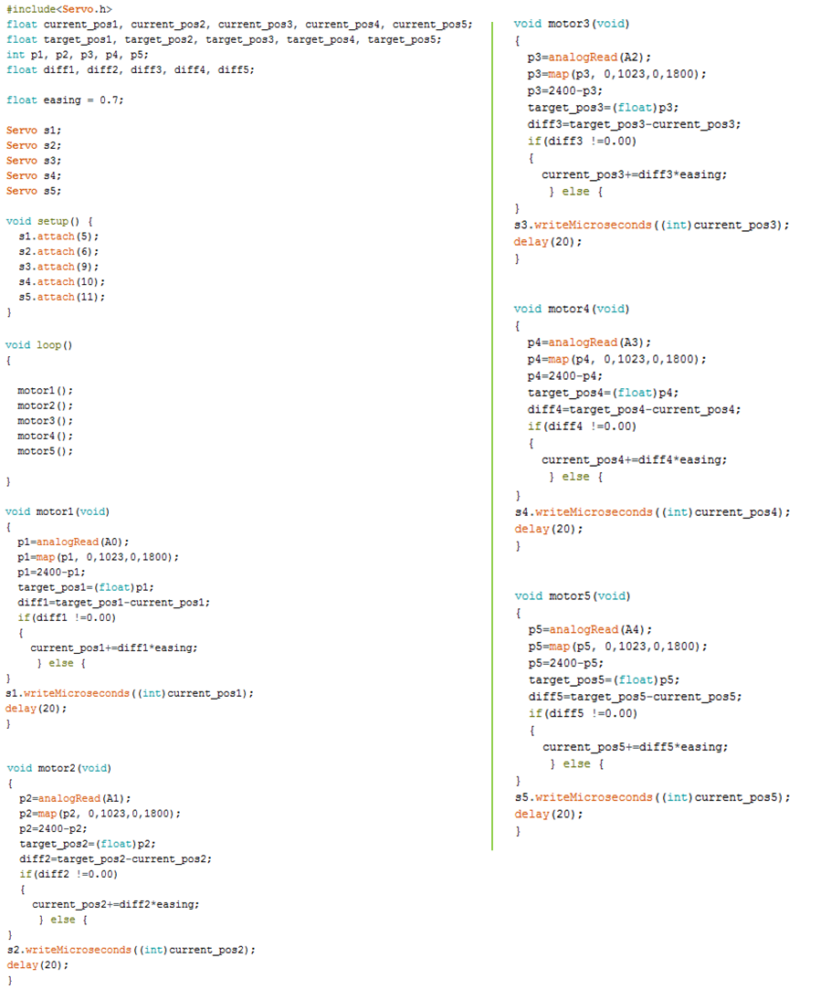 #include<Servo.h>
float current_pos1, current_pos2, current_pos3, current_pos4, current_pos5;
float target_pos1, target_pos2, target_pos3, target_pos4, target_pos5;
int p1, p2, p3, p4, p5;
float diff1, diff2, diff3, diff4, diff5;

float easing = 0.7;

Servo s1;
Servo s2;
Servo s3;
Servo s4;
Servo s5;

void setup() {
  s1.attach(5);
  s2.attach(6);
  s3.attach(9);
  s4.attach(10);
  s5.attach(11);
}

void loop()
{

  motor1();
  motor2();
  motor3();
  motor4();
  motor5();

}

void motor1(void)
{
  p1=analogRead(A0);
  p1=map(p1, 0,1023,0,1800);
  p1=2400-p1;
  target_pos1=(float)p1;
  diff1=target_pos1-current_pos1;
  if(diff1 !=0.00)
  {
    current_pos1+=diff1*easing;
     } else {
}
s1.writeMicroseconds((int)current_pos1);
delay(20);
}

void motor2(void)
{
  p2=analogRead(A1);
  p2=map(p2, 0,1023,0,1800);
  p2=2400-p2;
  target_pos2=(float)p2;
  diff2=target_pos2-current_pos2;
  if(diff2 !=0.00)
  {
    current_pos2+=diff2*easing;
     } else {
}
s2.writeMicroseconds((int)current_pos2);
delay(20);
}

void motor3(void)
{
  p3=analogRead(A2);
  p3=map(p3, 0,1023,0,1800);
  p3=2400-p3;
  target_pos3=(float)p3;
  diff3=target_pos3-current_pos3;
  if(diff3 !=0.00)
  {
    current_pos3+=diff3*easing;
     } else {
}
s3.writeMicroseconds((int)current_pos3);
delay(20);
}

void motor4(void)
{
  p4=analogRead(A3);
  p4=map(p4, 0,1023,0,1800);
  p4=2400-p4;
  target_pos4=(float)p4;
  diff4=target_pos4-current_pos4;
  if(diff4 !=0.00)
  {
    current_pos4+=diff4*easing;
     } else {
}
s4.writeMicroseconds((int)current_pos4);
delay(20);
}

void motor5(void)
{
  p5=analogRead(A4);
  p5=map(p5, 0,1023,0,1800);
  p5=2400-p5;
  target_pos5=(float)p5;
  diff5=target_pos5-current_pos5;
  if(diff5 !=0.00)
  {
    current_pos5+=diff5*easing;
     } else {
}
s5.writeMicroseconds((int)current_pos5);
delay(20);
}